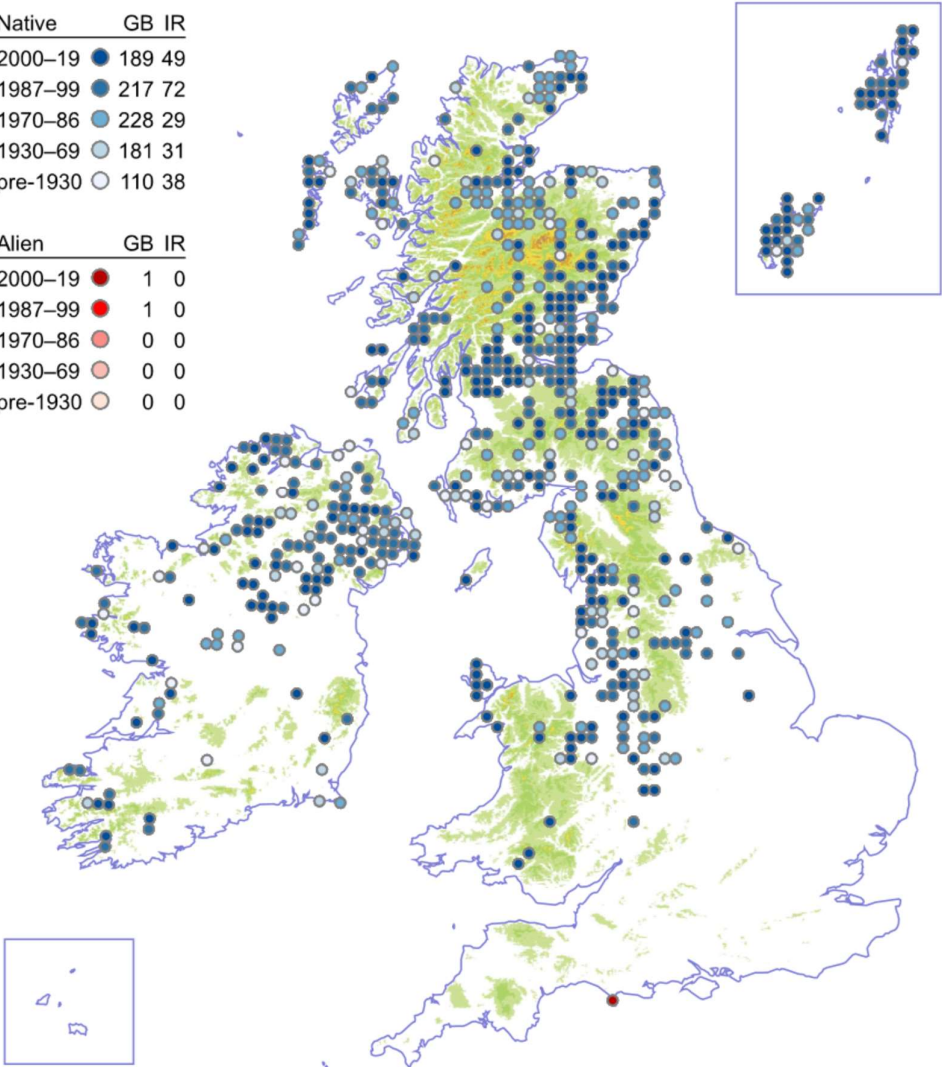 Native GB IR
2000–19 189 49
1987–99 217 72
1970–86 228 29
1930–69 181 31
pre-1930 110 38
Alien GB IR
2000–19 1 0
1987–99 1 0
1970–86 0 0
1930–69 0 0
pre-1930 0 0